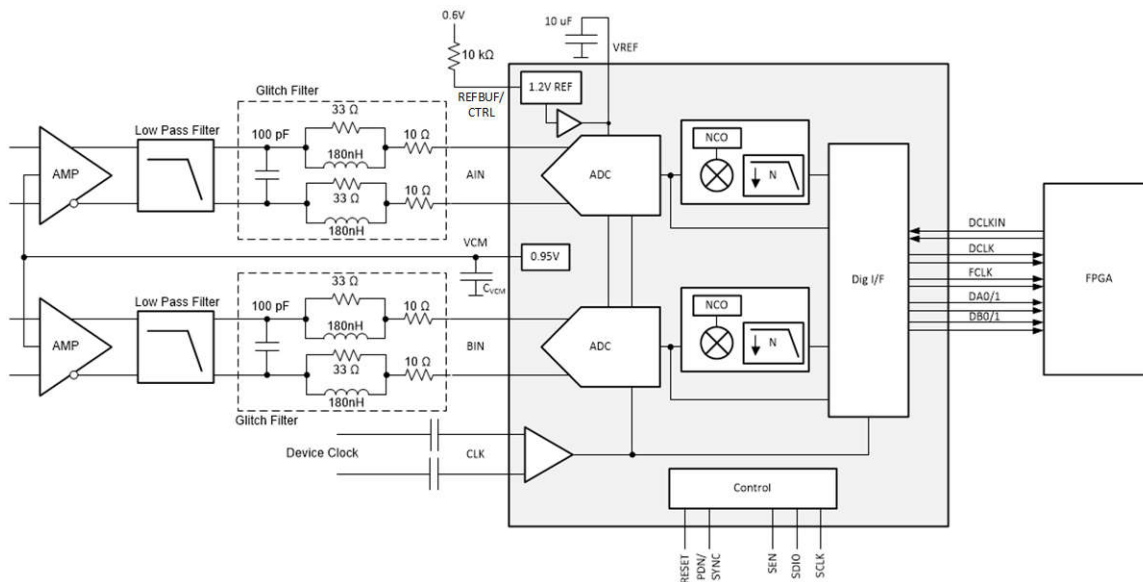 0.6V
10 kΩ
REFBUF/
CTRL
10 uF
VREF
1.2V REF
Glitch Filter
33 Ω
Low Pass Filter
100 pF
10 Ω
180nH
AMP
AIN
ADC
NCO
N
33 Ω
10 Ω
180nH
VCM
0.95V
CVCM
Dig I/F
DCLKIN
DCLK
FCLK
DA0/1
DB0/1
FPGA
33 Ω
Low Pass Filter
100 pF
10 Ω
180nH
AMP
BIN
ADC
NCO
N
33 Ω
10 Ω
180nH
Glitch Filter
Device Clock
CLK
Control
RESET
PDN/
SYNC
SEN
SDIO
SCLK